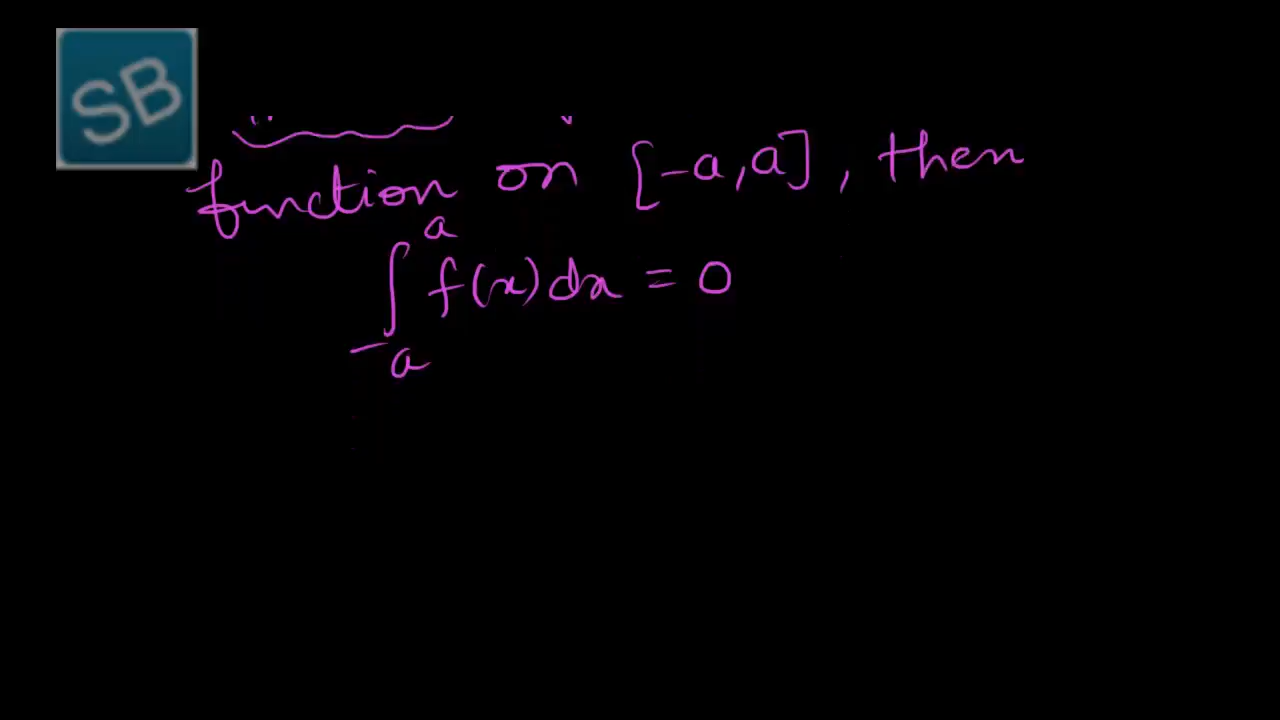 SB
function on [-a, a], then
∫_{-a}^{a} f(x) dx = 0